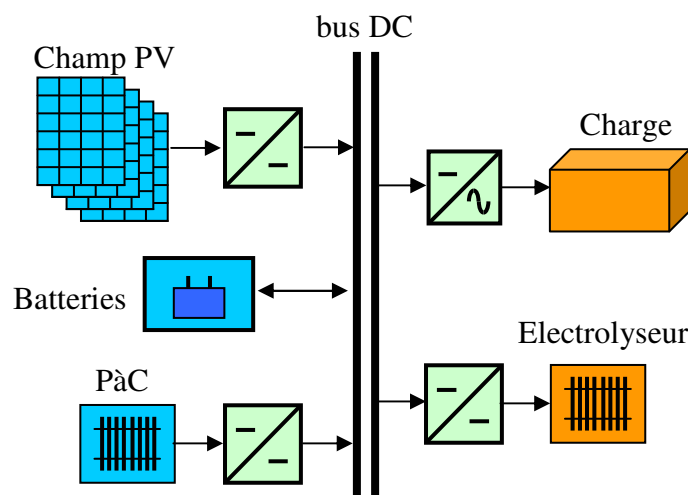 bus DC
Champ PV
Charge
Batteries
Electrolyseur
PàC